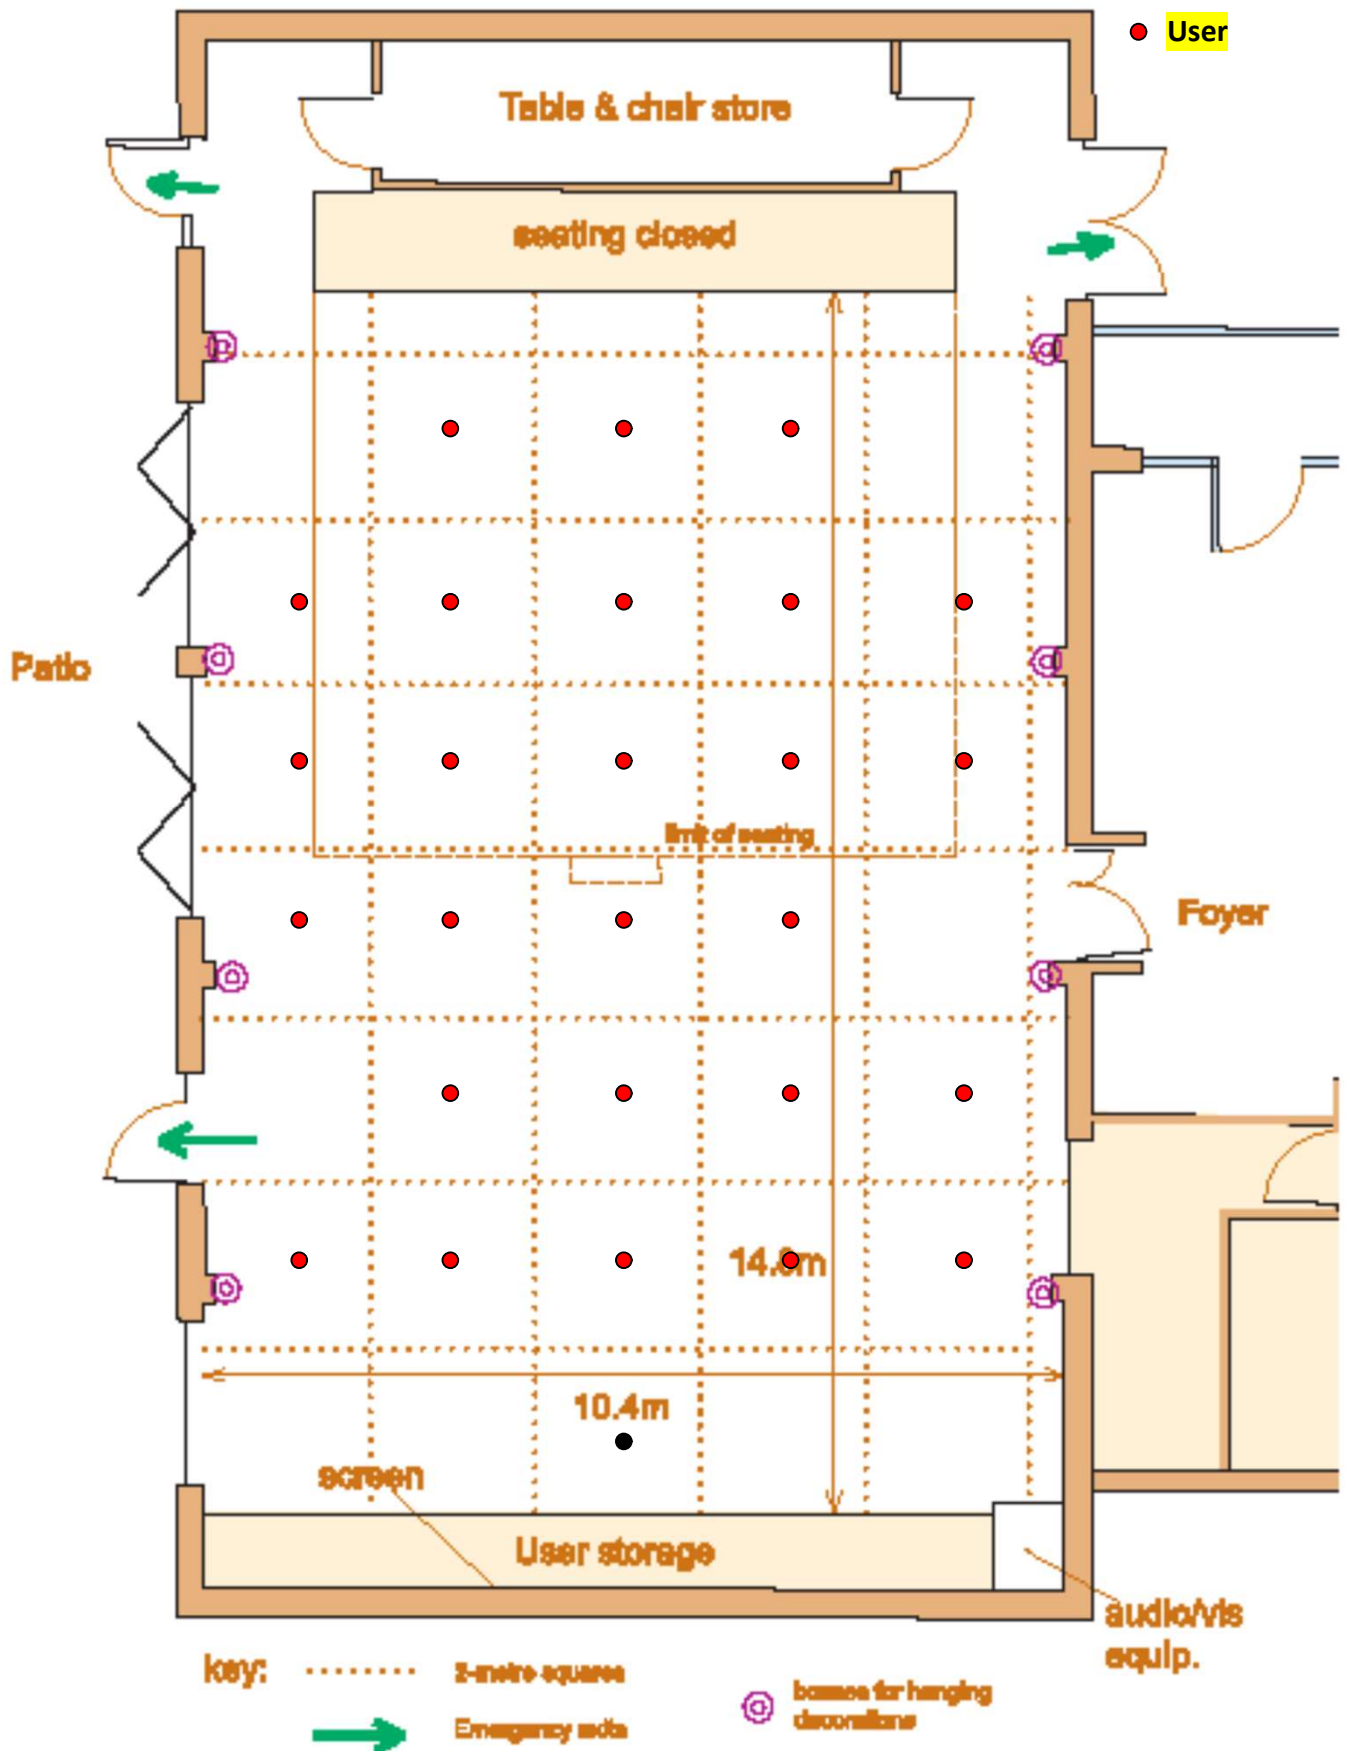 User
Table & chair store
seating closed
Patio
limit of seating
Foyer
14.8m
10.4m
screen
User storage
audio/vis
equip.
key:
2-metre squares
bosses for hanging
decorations
Emergency exits